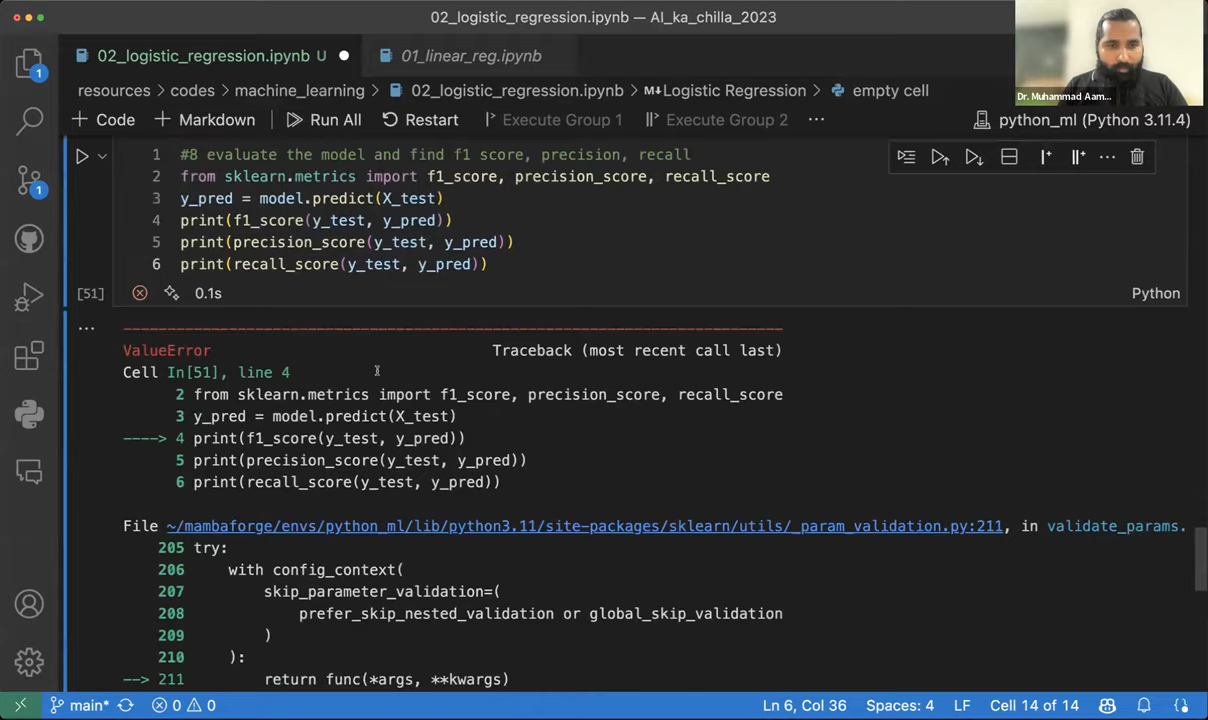 02_logistic_regression.ipynb — AI_ka_chilla_2023
02_logistic_regression.ipynb U
01_linear_reg.ipynb
resources > codes > machine_learning > 02_logistic_regression.ipynb > M↓Logistic Regression > empty cell
+ Code + Markdown Run All Restart Execute Group 1 Execute Group 2 ···
python_ml (Python 3.11.4)
Dr. Muhammad Aam...
1
1
1 #8 evaluate the model and find f1 score, precision, recall
2 from sklearn.metrics import f1_score, precision_score, recall_score
3 y_pred = model.predict(X_test)
4 print(f1_score(y_test, y_pred))
5 print(precision_score(y_test, y_pred))
6 print(recall_score(y_test, y_pred))
[51] 0.1s Python
ValueError Traceback (most recent call last)
Cell In[51], line 4
2 from sklearn.metrics import f1_score, precision_score, recall_score
3 y_pred = model.predict(X_test)
----> 4 print(f1_score(y_test, y_pred))
5 print(precision_score(y_test, y_pred))
6 print(recall_score(y_test, y_pred))
File ~/mambaforge/envs/python_ml/lib/python3.11/site-packages/sklearn/utils/_param_validation.py:211, in validate_params.
205 try:
206 with config_context(
207 skip_parameter_validation=(
208 prefer_skip_nested_validation or global_skip_validation
209 )
210 ):
--> 211 return func(*args, **kwargs)
main* 0 0 Ln 6, Col 36 Spaces: 4 LF Cell 14 of 14